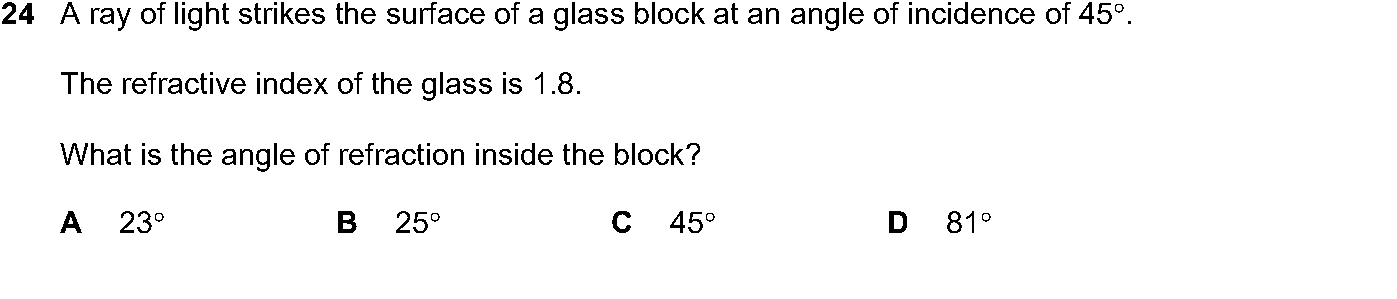 24 A ray of light strikes the surface of a glass block at an angle of incidence of 45°.
The refractive index of the glass is 1.8.
What is the angle of refraction inside the block?
A 23° B 25° C 45° D 81°